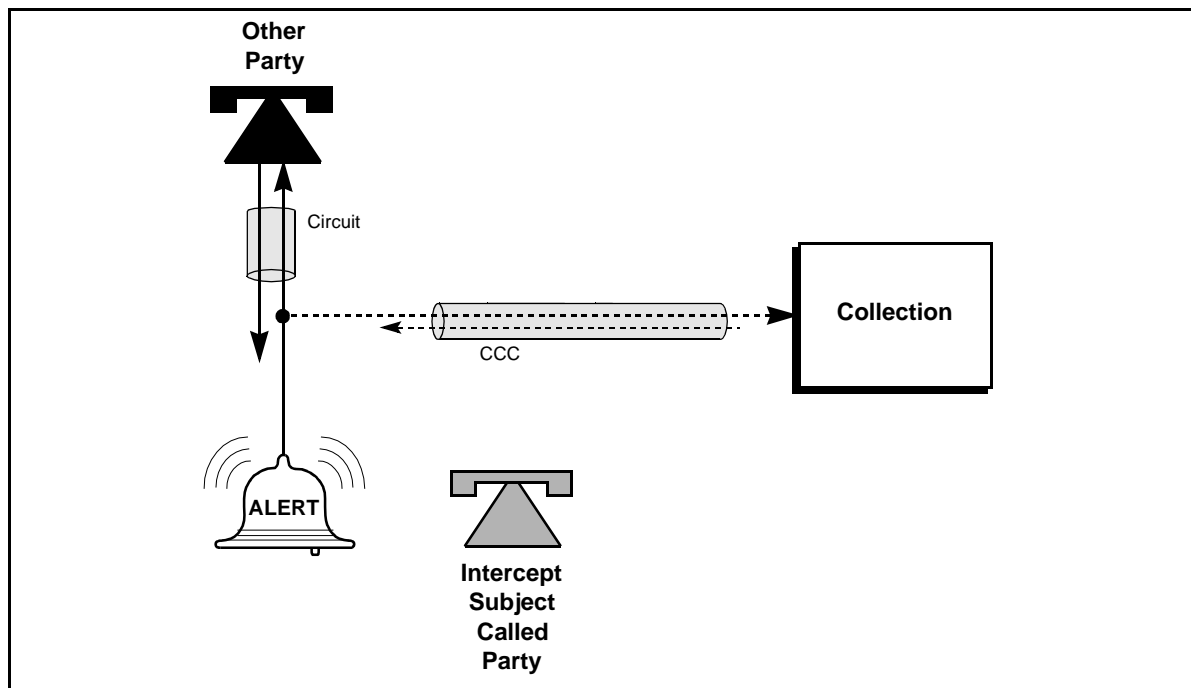 Other
Party
Circuit
Collection
CCC
ALERT
Intercept
Subject
Called
Party